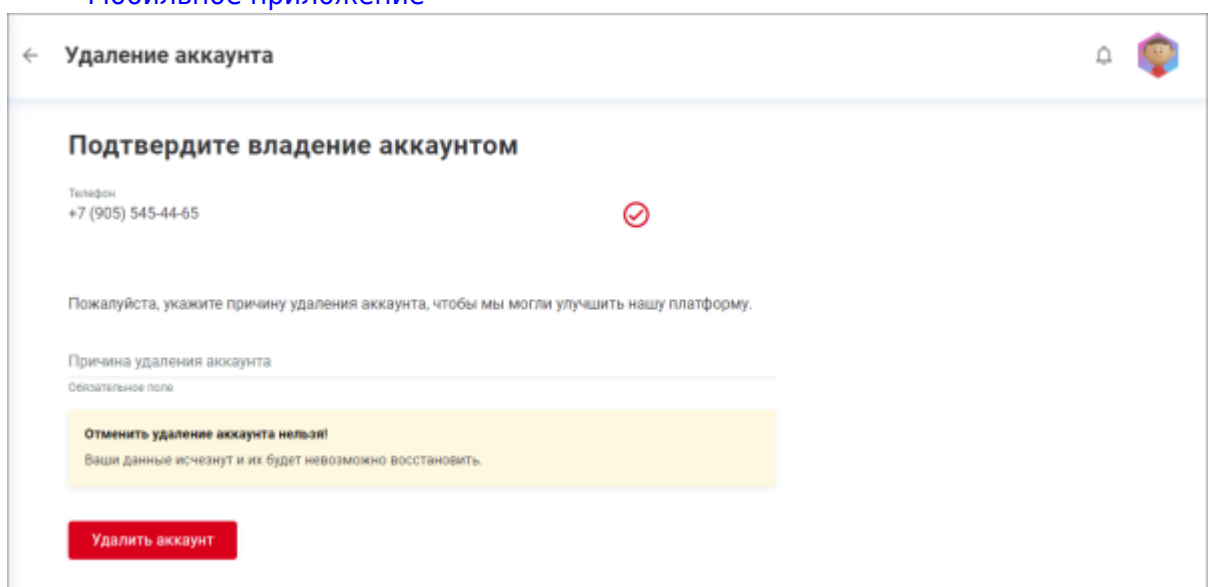 Мобильное приложение
Удаление аккаунта
Подтвердите владение аккаунтом
Телефон
+7 (905) 545-44-65
Пожалуйста, укажите причину удаления аккаунта, чтобы мы могли улучшить нашу платформу.
Причина удаления аккаунта
Обязательное поле
Отменить удаление аккаунта нельзя!
Ваши данные исчезнут и их будет невозможно восстановить.
Удалить аккаунт